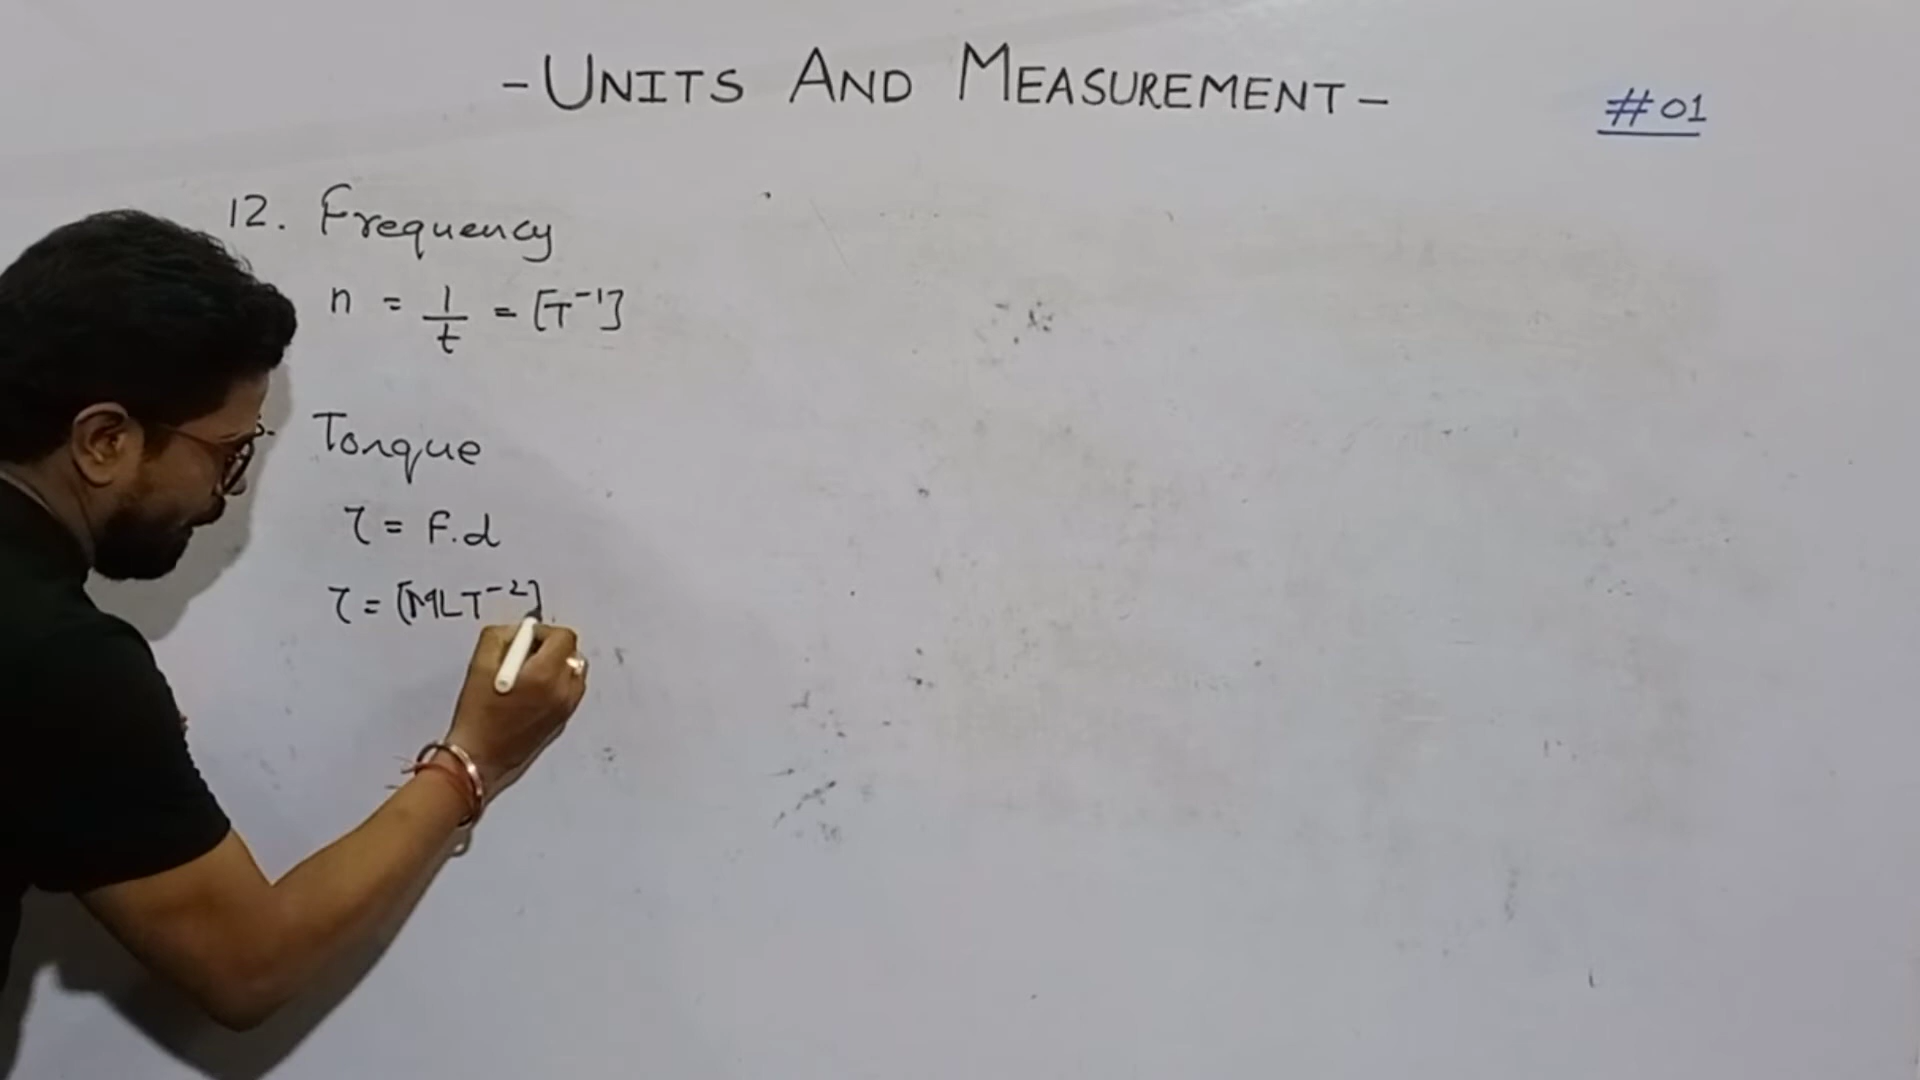 - UNITS AND MEASUREMENT -
#01
12. Frequency
n = 1/t = [T⁻¹]
Torque
τ = F.d
τ = [MLT⁻²]